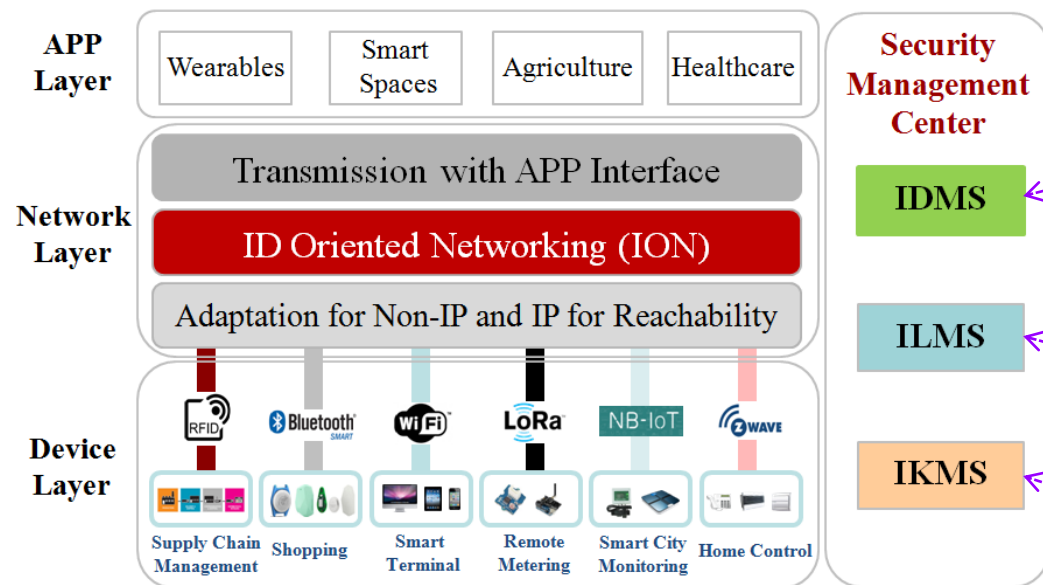 APP
Layer
Wearables
Smart
Spaces
Agriculture
Healthcare
Network
Layer
Transmission with APP Interface
ID Oriented Networking (ION)
Adaptation for Non-IP and IP for Reachability
Device
Layer
RFID
Bluetooth
SMART
WiFi™
LoRa™
NB-IoT
Z WAVE
Supply Chain
Management
Shopping
Smart
Terminal
Remote
Metering
Smart City
Monitoring
Home Control
Security
Management
Center
IDMS
ILMS
IKMS